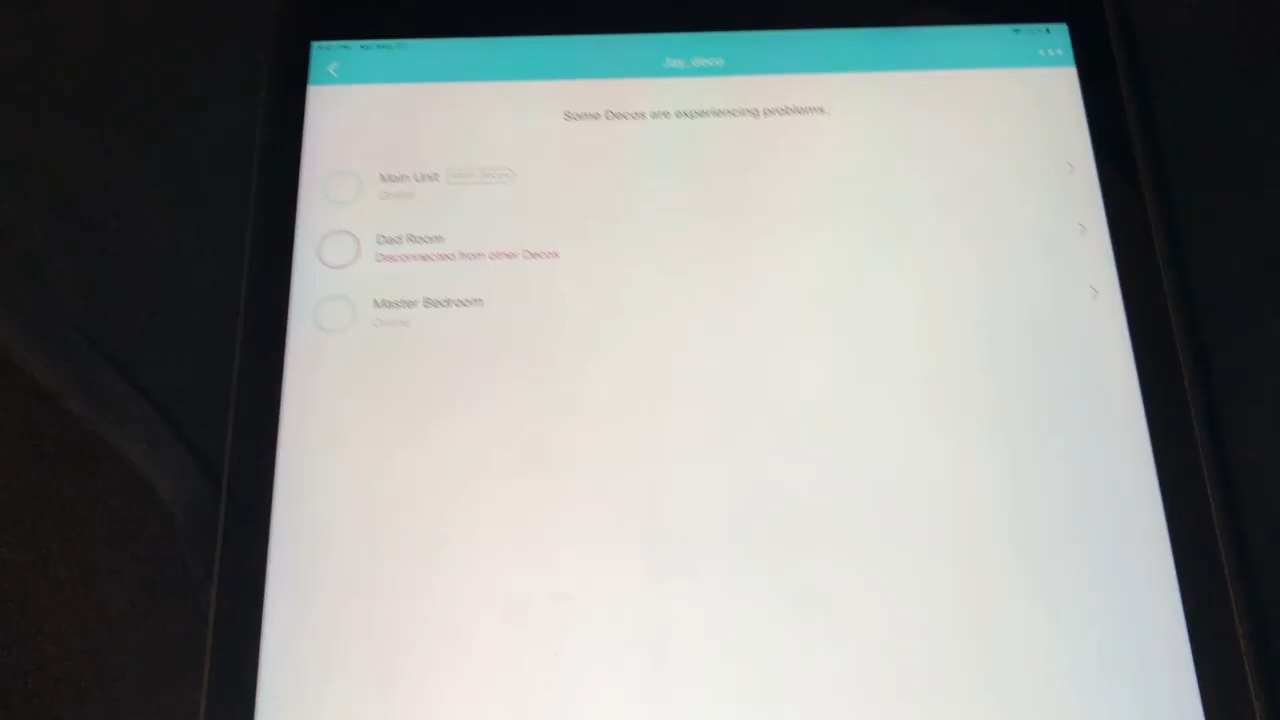 Jay_deco
Some Decos are experiencing problems.
Main Unit
Online
Dad Room
Disconnected from other Decos
Master Bedroom
Online